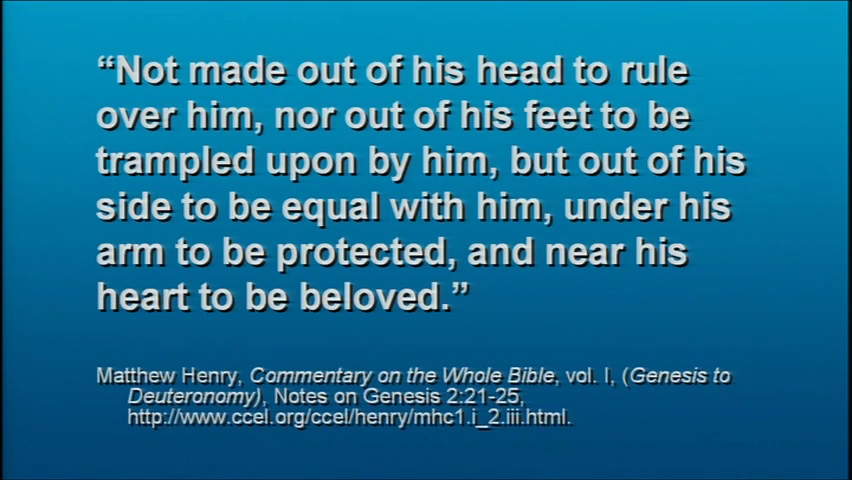 “Not made out of his head to rule
over him, nor out of his feet to be
trampled upon by him, but out of his
side to be equal with him, under his
arm to be protected, and near his
heart to be beloved.”
Matthew Henry, Commentary on the Whole Bible, vol. I, (Genesis to
Deuteronomy), Notes on Genesis 2:21-25,
http://www.ccel.org/ccel/henry/mhc1.i_2.iii.html.